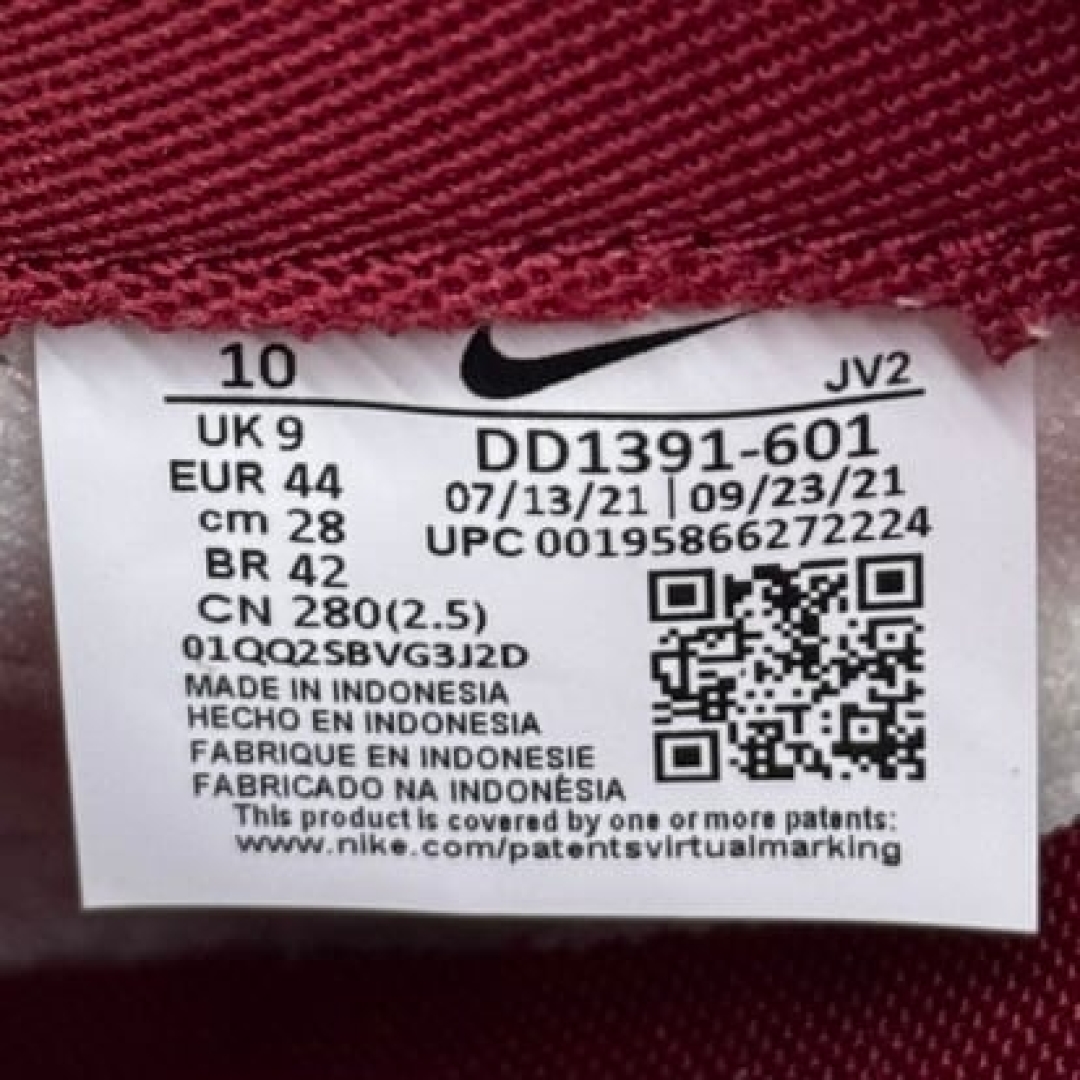 10
JV2
UK 9
EUR 44
cm 28
BR 42
CN 280(2.5)
DD1391-601
07/13/21 | 09/23/21
UPC 00195866272224
01QQ2SBVG3J2D
MADE IN INDONESIA
HECHO EN INDONESIA
FABRIQUE EN INDONESIE
FABRICADO NA INDONÉSIA
This product is covered by one or more patents:
www.nike.com/patentsvirtualmarking